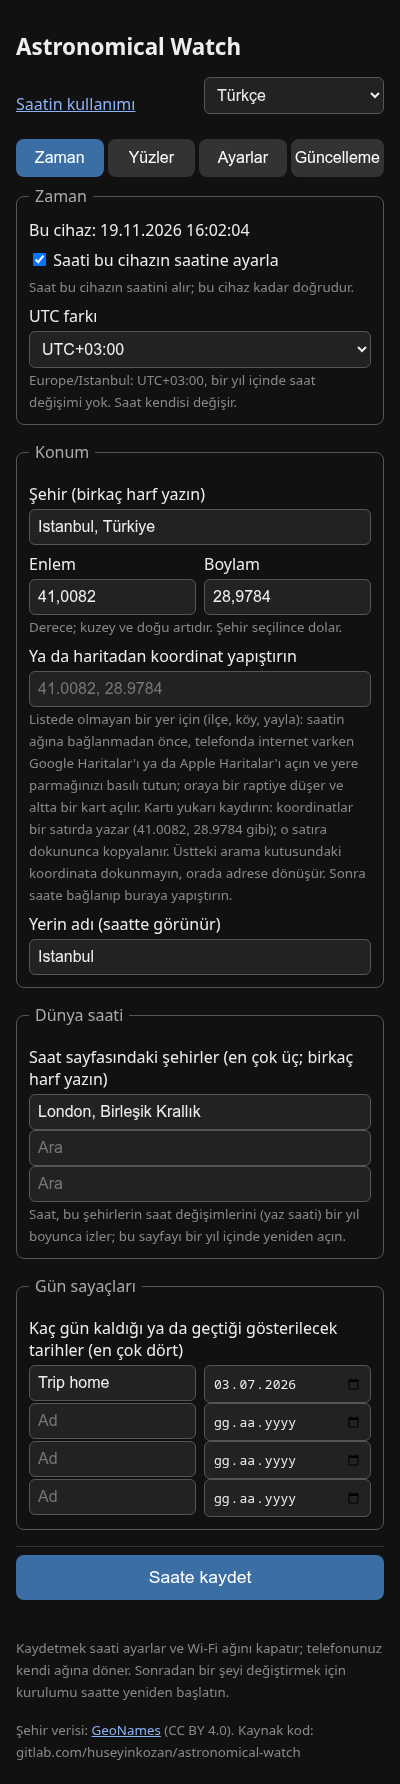 Astronomical Watch
Saatin kullanımı
Türkçe
Zaman
Yüzler
Ayarlar
Güncelleme
Zaman
Bu cihaz: 19.11.2026 16:02:04
Saati bu cihazın saatine ayarla
Saat bu cihazın saatini alır; bu cihaz kadar doğrudur.
UTC farkı
UTC+03:00
Europe/Istanbul: UTC+03:00, bir yıl içinde saat
değişimi yok. Saat kendisi değişir.
Konum
Şehir (birkaç harf yazın)
Istanbul, Türkiye
Enlem
Boylam
41,0082
28,9784
Derece; kuzey ve doğu artıdır. Şehir seçilince dolar.
Ya da haritadan koordinat yapıştırın
41.0082, 28.9784
Listede olmayan bir yer için (ilçe, köy, yayla): saatin
ağına bağlanmadan önce, telefonda internet varken
Google Haritalar'ı ya da Apple Haritalar'ı açın ve yere
parmağınızı basılı tutun; oraya bir raptiye düşer ve
altta bir kart açılır. Kartı yukarı kaydırın: koordinatlar
bir satırda yazar (41.0082, 28.9784 gibi); o satıra
dokununca kopyalanır. Üstteki arama kutusundaki
koordinata dokunmayın, orada adrese dönüşür. Sonra
saate bağlanıp buraya yapıştırın.
Yerin adı (saatte görünür)
Istanbul
Dünya saati
Saat sayfasındaki şehirler (en çok üç; birkaç
harf yazın)
London, Birleşik Krallık
Ara
Ara
Saat, bu şehirlerin saat değişimlerini (yaz saati) bir yıl
boyunca izler; bu sayfayı bir yıl içinde yeniden açın.
Gün sayaçları
Kaç gün kaldığı ya da geçtiği gösterilecek
tarihler (en çok dört)
Trip home
03.07.2026
Ad
gg.aa.yyyy
Ad
gg.aa.yyyy
Ad
gg.aa.yyyy
Saate kaydet
Kaydetmek saati ayarlar ve Wi-Fi ağını kapatır; telefonunuz
kendi ağına döner. Sonradan bir şeyi değiştirmek için
kurulumu saatte yeniden başlatın.
Şehir verisi: GeoNames (CC BY 4.0). Kaynak kod:
gitlab.com/huseyinkozan/astronomical-watch